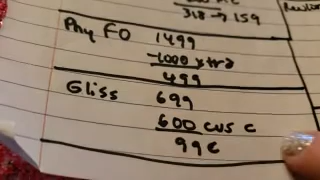 318 → 159
Phy FO 1499
-1000 xtra
499
Gliss 699
600 cus c
99 c